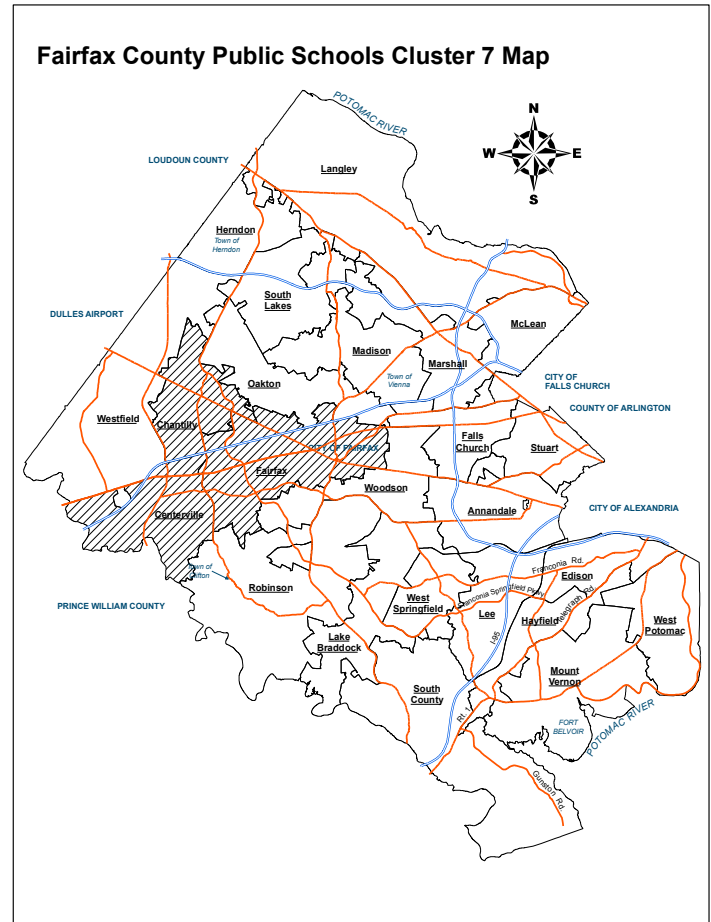 Fairfax County Public Schools Cluster 7 Map
POTOMAC RIVER
N
W
E
S
LOUDOUN COUNTY
Langley
Herndon
Town of
Herndon
South
Lakes
DULLES AIRPORT
McLean
Madison
Marshall
Town of
Vienna
CITY OF
FALLS CHURCH
Oakton
COUNTY OF ARLINGTON
Westfield
Chantilly
CITY OF FAIRFAX
Falls
Church
Stuart
Fairfax
Woodson
Annandale
CITY OF ALEXANDRIA
Centerville
Town of
Clifton
Franconia Rd.
Edison
Robinson
PRINCE WILLIAM COUNTY
West
Springfield
Franconia Springfield Pkwy
Lee
Hayfield
Telegraph Rd
West
Potomac
I-95
Lake
Braddock
Mount
Vernon
South
County
Rt. 1
FORT
BELVOIR
POTOMAC RIVER
Gunston Rd.